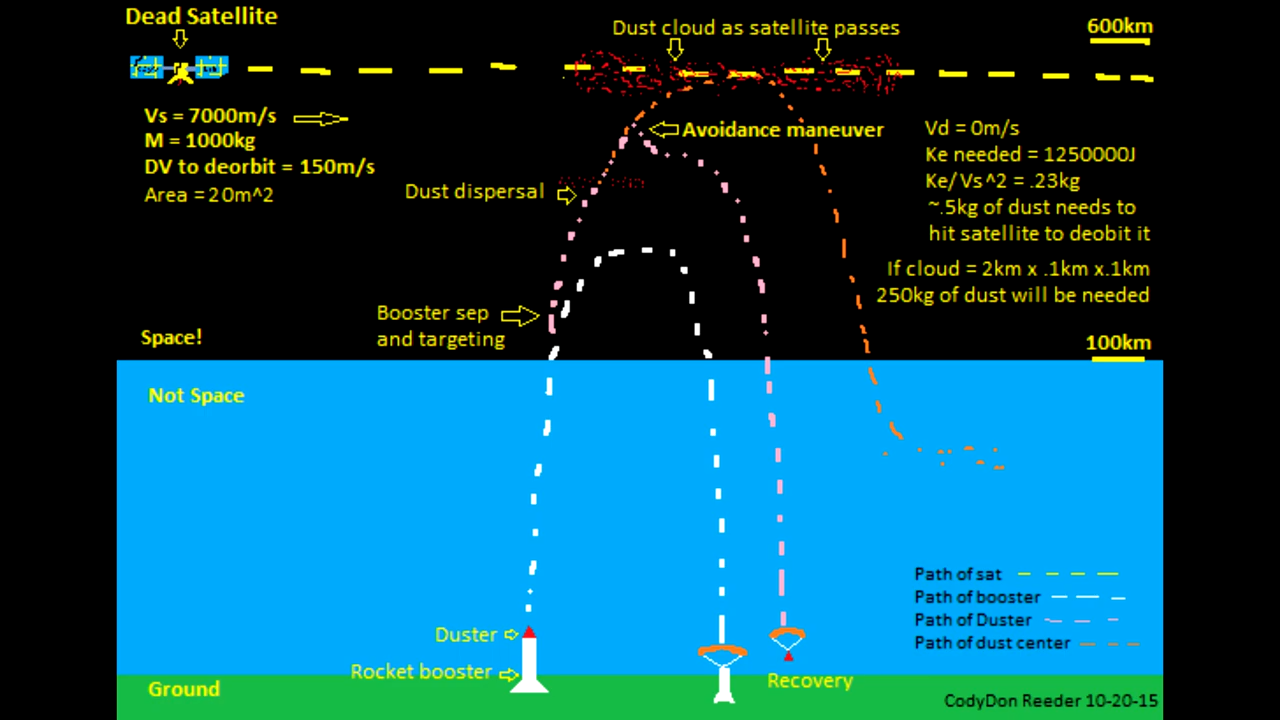 Dead Satellite
Dust cloud as satellite passes
600km
Vs = 7000m/s
M = 1000kg
DV to deorbit = 150m/s
Area = 20m^2
Avoidance maneuver
Vd = 0m/s
Ke needed = 1250000J
Ke/Vs^2 = .23kg
~.5kg of dust needs to
hit satellite to deobit it
Dust dispersal
If cloud = 2km x .1km x.1km
250kg of dust will be needed
Booster sep
and targeting
Space!
100km
Not Space
Path of sat
Path of booster
Path of Duster
Path of dust center
Duster
Rocket booster
Recovery
Ground
CodyDon Reeder 10-20-15